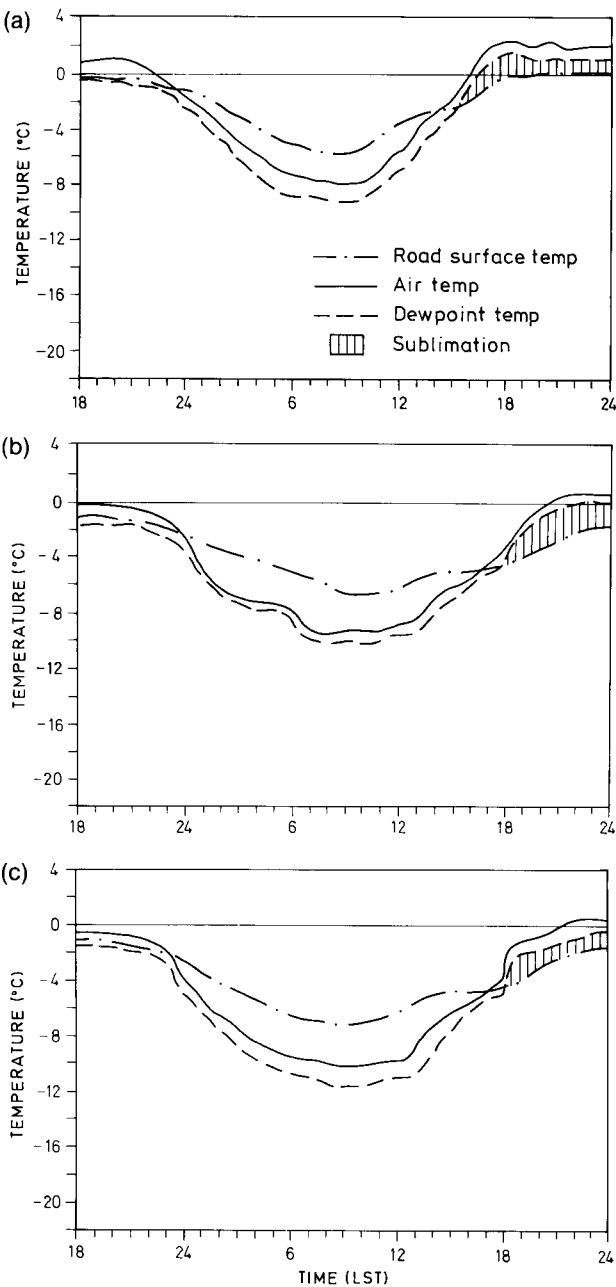 (a)
4
0
-4
-8
-12
-16
-20
TEMPERATURE (°C)
Road surface temp
Air temp
Dewpoint temp
Sublimation
18 24 6 12 18 24
(b)
4
0
-4
-8
-12
-16
-20
TEMPERATURE (°C)
18 24 6 12 18 24
(c)
4
0
-4
-8
-12
-16
-20
TEMPERATURE (°C)
18 24 6 12 18 24
TIME (LST)